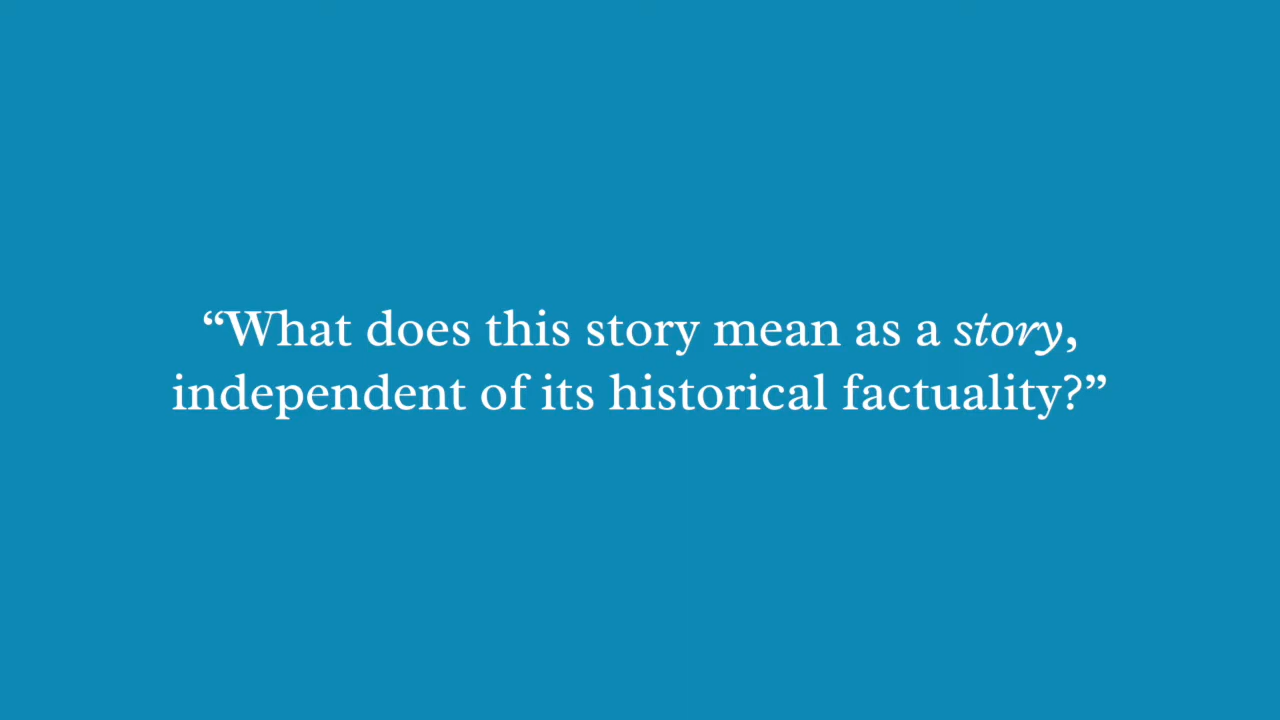 “What does this story mean as a story,
independent of its historical factuality?”